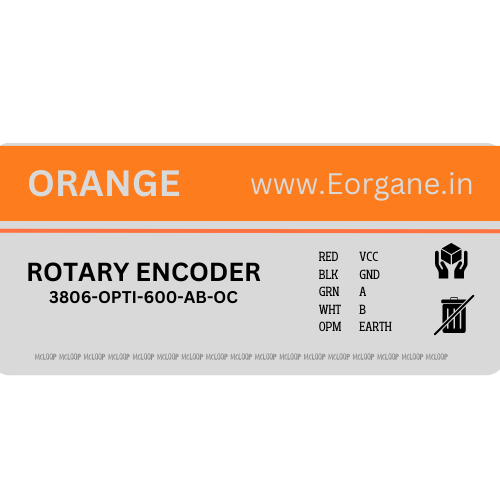 ORANGE www.Eorgane.in
ROTARY ENCODER
3806-OPTI-600-AB-OC
RED VCC
BLK GND
GRN A
WHT B
OPM EARTH
McLOOP McLOOP McLOOP McLOOP McLOOP McLOOP McLOOP McLOOP McLOOP McLOOP McLOOP McLOOP McLOOP McLOOP McLOOP McLOOP McLOOP